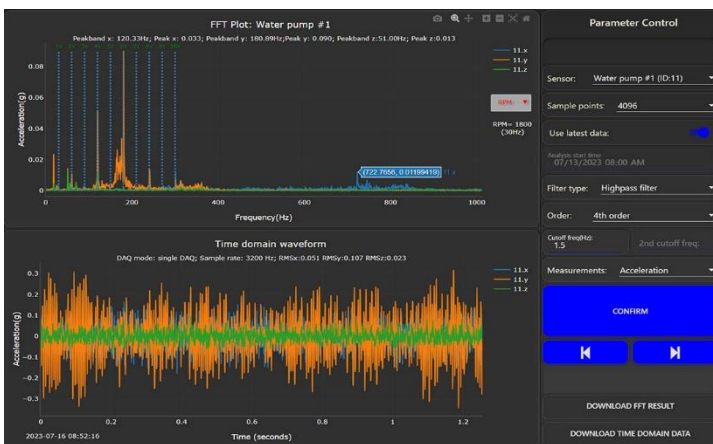 FFT Plot: Water pump #1
Peakband x: 120.33Hz; Peak x: 0.033; Peakband y: 180.89Hz;Peak y: 0.090; Peakband z:51.00Hz; Peak z:0.013
11.x
11.y
11.z
RPM:
RPM= 1800
(30Hz)
0.08
0.06
0.04
0.02
0
Acceleration(g)
(722.7656, 0.01199419) 11.x
0
200
400
600
800
1000
Frequency(Hz)
Time domain waveform
DAQ mode: single DAQ; Sample rate: 3200 Hz; RMSx:0.051 RMSy:0.107 RMSz:0.023
11.x
11.y
11.z
0.3
0.2
0.1
0
−0.1
−0.2
−0.3
Acceleration(g)
0
0.2
0.4
0.6
0.8
1
1.2
2023-07-16 08:52:16
Time (seconds)
Parameter Control
Sensor: Water pump #1 (ID:11)
Sample points: 4096
Use latest data:
Analysis start time
07/13/2023 08:00 AM
Filter type: Highpass filter
Order: 4th order
Cutoff freq(Hz):
1.5
2nd cutoff freq:
Measurements: Acceleration
CONFIRM
DOWNLOAD FFT RESULT
DOWNLOAD TIME DOMAIN DATA